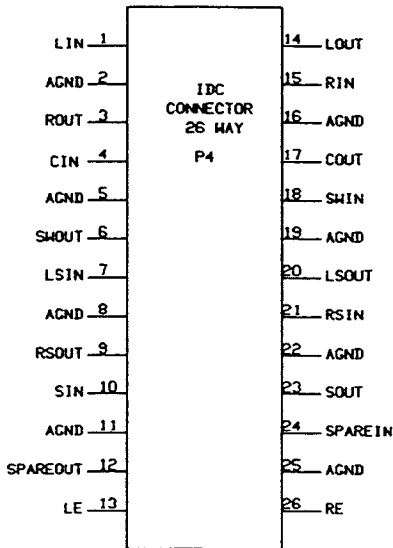 LIN 1 14 LOUT
AGND 2 15 RIN
IDC
CONNECTOR
26 WAY
ROUT 3 16 AGND
P4
CIN 4 17 COUT
AGND 5 18 SWIN
SWOUT 6 19 AGND
LSIN 7 20 LSOUT
AGND 8 21 RSIN
RSOUT 9 22 AGND
SIN 10 23 SOUT
AGND 11 24 SPAREIN
SPAREOUT 12 25 AGND
LE 13 26 RE